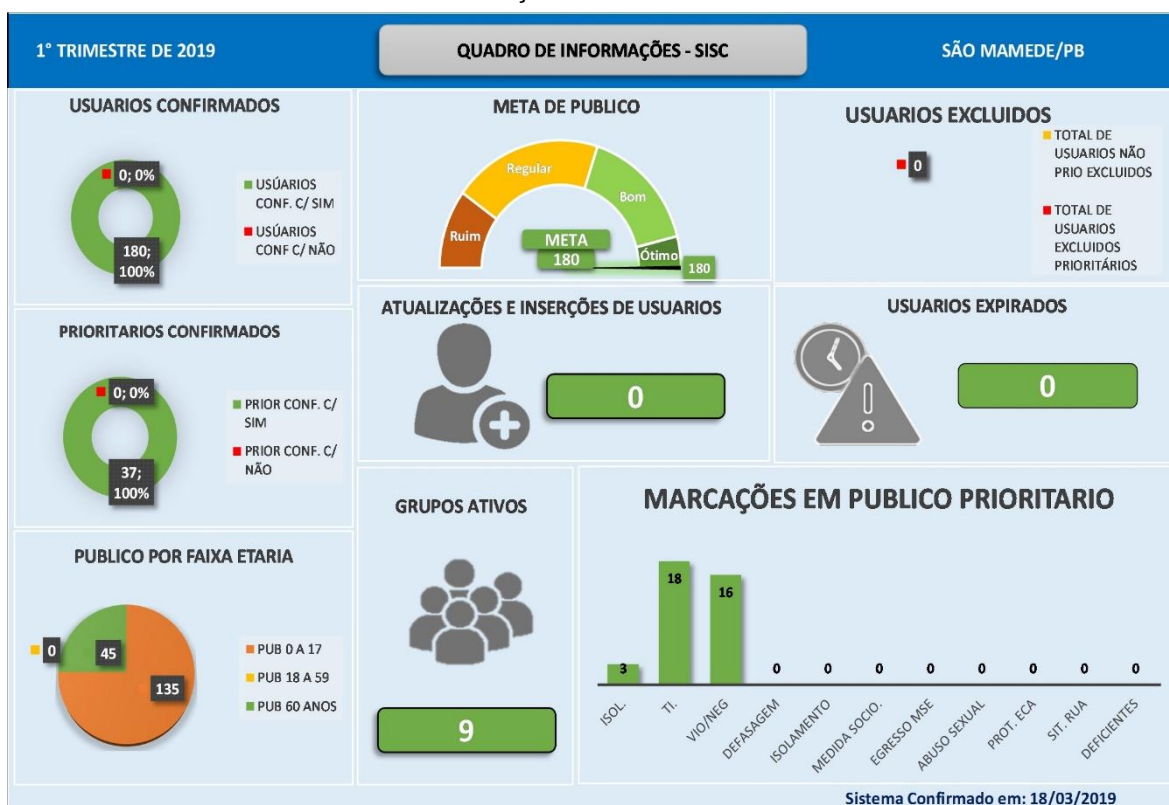 1° TRIMESTRE DE 2019
QUADRO DE INFORMAÇÕES - SISC
SÃO MAMEDE/PB
USUARIOS CONFIRMADOS
0; 0%
180;
100%
USÚÁRIOS
CONF. C/ SIM
USÚÁRIOS
CONF C/ NÃO
META DE PUBLICO
Ruim
Regular
Bom
Ótimo
META
180
180
USUARIOS EXCLUIDOS
0
TOTAL DE
USUARIOS NÃO
PRIO EXCLUIDOS
TOTAL DE
USUARIOS
EXCLUIDOS
PRIORITÁRIOS
PRIORITARIOS CONFIRMADOS
0; 0%
37;
100%
PRIOR CONF. C/
SIM
PRIOR CONF. C/
NÃO
ATUALIZAÇÕES E INSERÇÕES DE USUARIOS
0
USUARIOS EXPIRADOS
0
PUBLICO POR FAIXA ETARIA
0
45
135
PUB 0 A 17
PUB 18 A 59
PUB 60 ANOS
GRUPOS ATIVOS
9
MARCAÇÕES EM PUBLICO PRIORITARIO
3
18
16
0
0
0
0
0
0
0
0
ISOL.
TI.
VIO/NEG
DEFASAGEM
ISOLAMENTO
MEDIDA SOCIO.
EGRESSO MSE
ABUSO SEXUAL
PROT. ECA
SIT. RUA
DEFICIENTES
Sistema Confirmado em: 18/03/2019